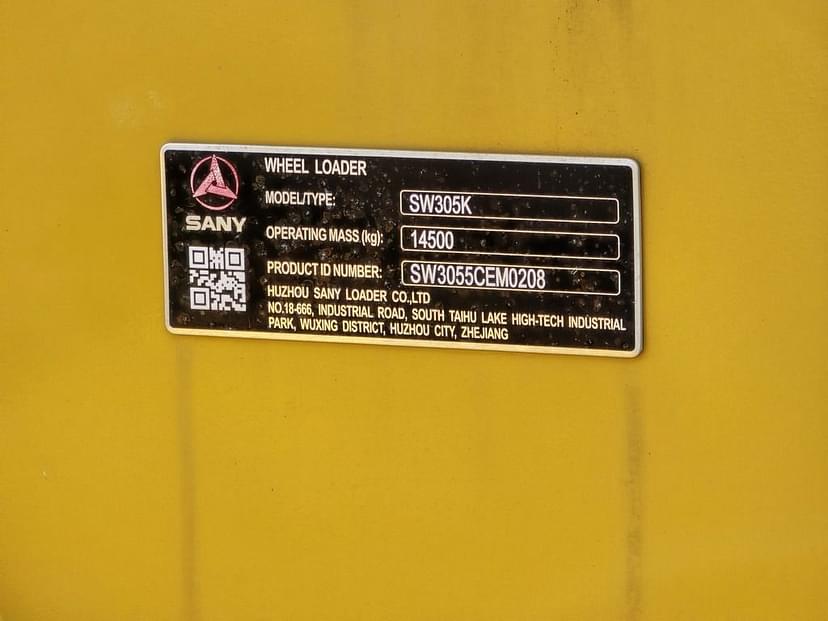 WHEEL LOADER
SANY
MODEL/TYPE: SW305K
OPERATING MASS (kg): 14500
PRODUCT ID NUMBER: SW3055CEM0208
HUZHOU SANY LOADER CO.,LTD
NO.18-666, INDUSTRIAL ROAD, SOUTH TAIHU LAKE HIGH-TECH INDUSTRIAL
PARK, WUXING DISTRICT, HUZHOU CITY, ZHEJIANG